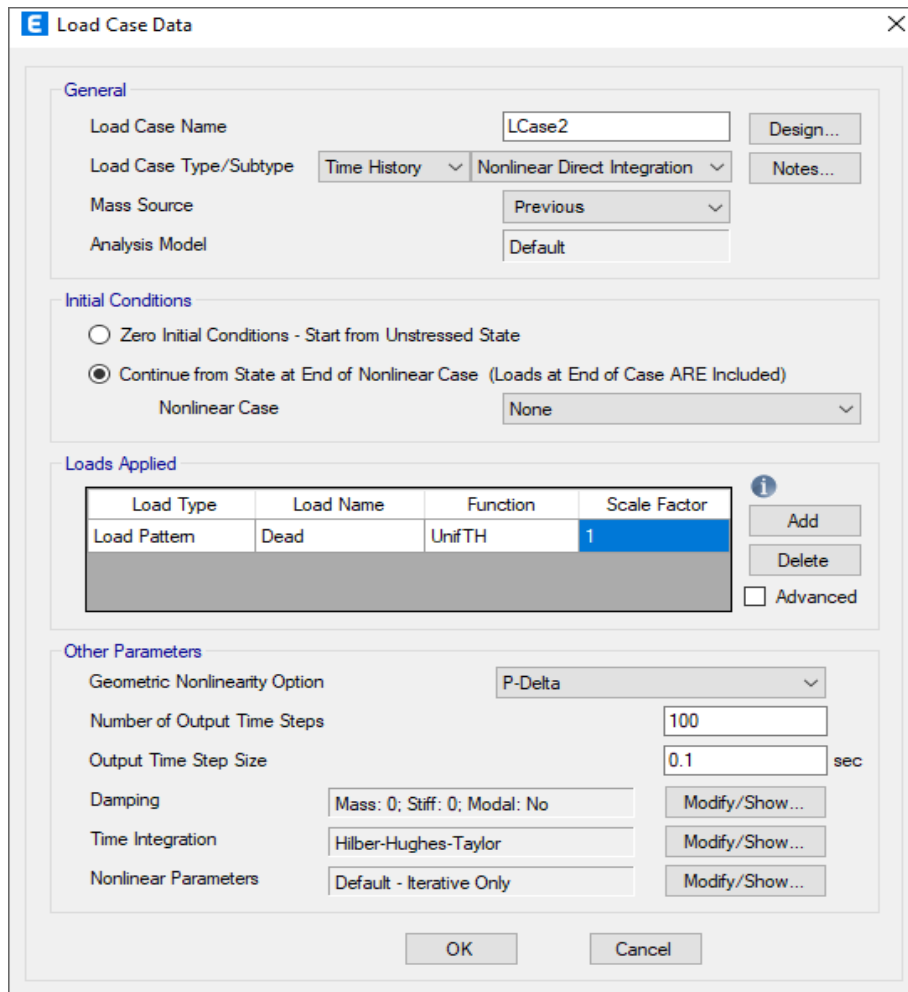 E Load Case Data
General
Load Case Name LCase2 Design...
Load Case Type/Subtype Time History Nonlinear Direct Integration Notes...
Mass Source Previous
Analysis Model Default
Initial Conditions
Zero Initial Conditions - Start from Unstressed State
Continue from State at End of Nonlinear Case (Loads at End of Case ARE Included)
Nonlinear Case None
Loads Applied
Load Type Load Name Function Scale Factor
Load Pattern Dead UnifTH 1
i
Add
Delete
Advanced
Other Parameters
Geometric Nonlinearity Option P-Delta
Number of Output Time Steps 100
Output Time Step Size 0.1 sec
Damping Mass: 0; Stiff: 0; Modal: No Modify/Show...
Time Integration Hilber-Hughes-Taylor Modify/Show...
Nonlinear Parameters Default - Iterative Only Modify/Show...
OK Cancel